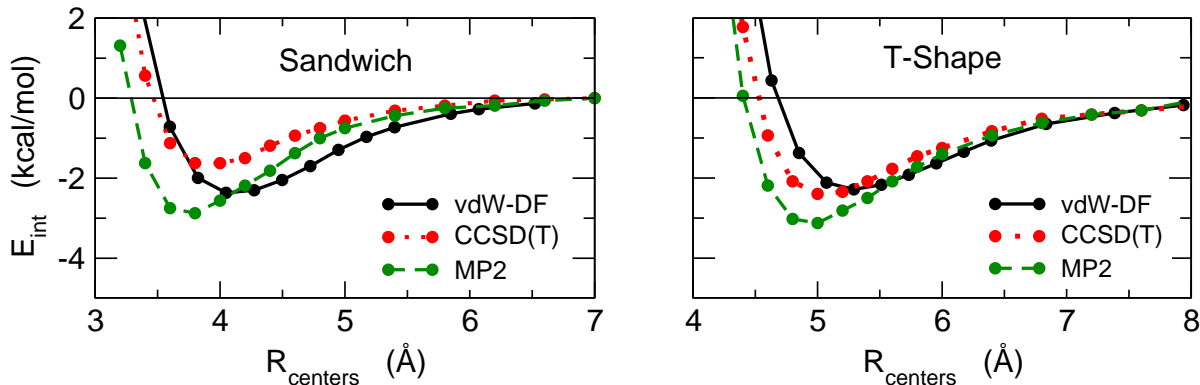 2
0
-2
-4
E_int (kcal/mol)
Sandwich
vdW-DF
CCSD(T)
MP2
3
4
5
6
7
R_centers (Å)
T-Shape
vdW-DF
CCSD(T)
MP2
4
5
6
7
8
R_centers (Å)